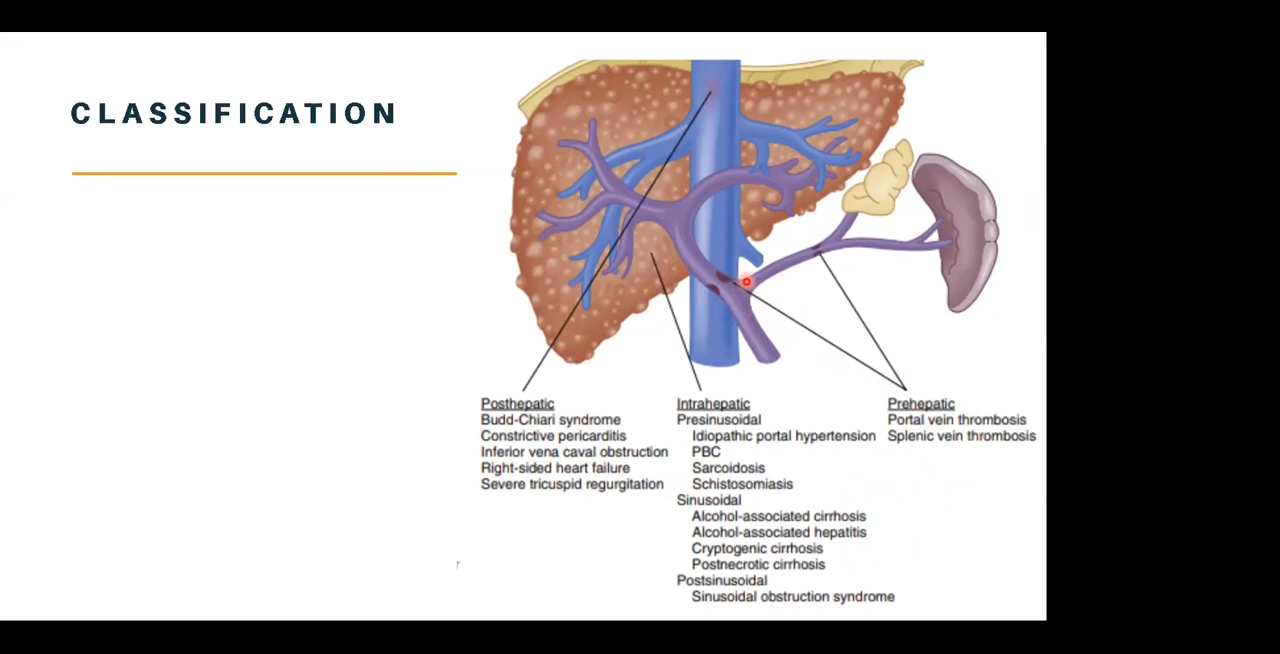 CLASSIFICATION
Posthepatic
Budd-Chiari syndrome
Constrictive pericarditis
Inferior vena caval obstruction
Right-sided heart failure
Severe tricuspid regurgitation
Intrahepatic
Presinusoidal
Idiopathic portal hypertension
PBC
Sarcoidosis
Schistosomiasis
Sinusoidal
Alcohol-associated cirrhosis
Alcohol-associated hepatitis
Cryptogenic cirrhosis
Postnecrotic cirrhosis
Postsinusoidal
Sinusoidal obstruction syndrome
Prehepatic
Portal vein thrombosis
Splenic vein thrombosis